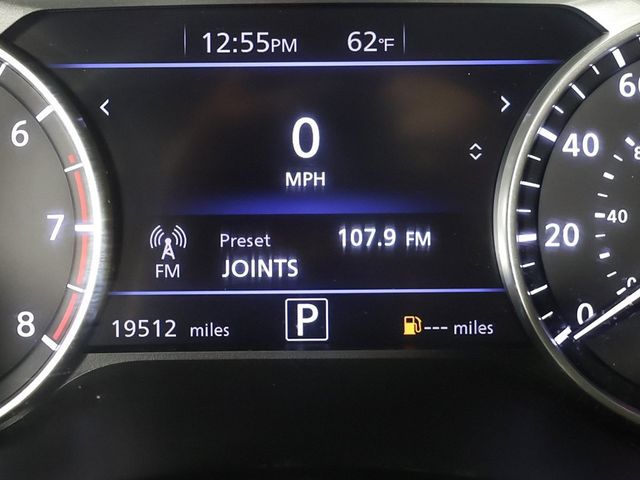 12:55PM 62°F
0
MPH
Preset 107.9 FM
FM JOINTS
19512 miles P --- miles
6
7
8
60
40
20
0
40